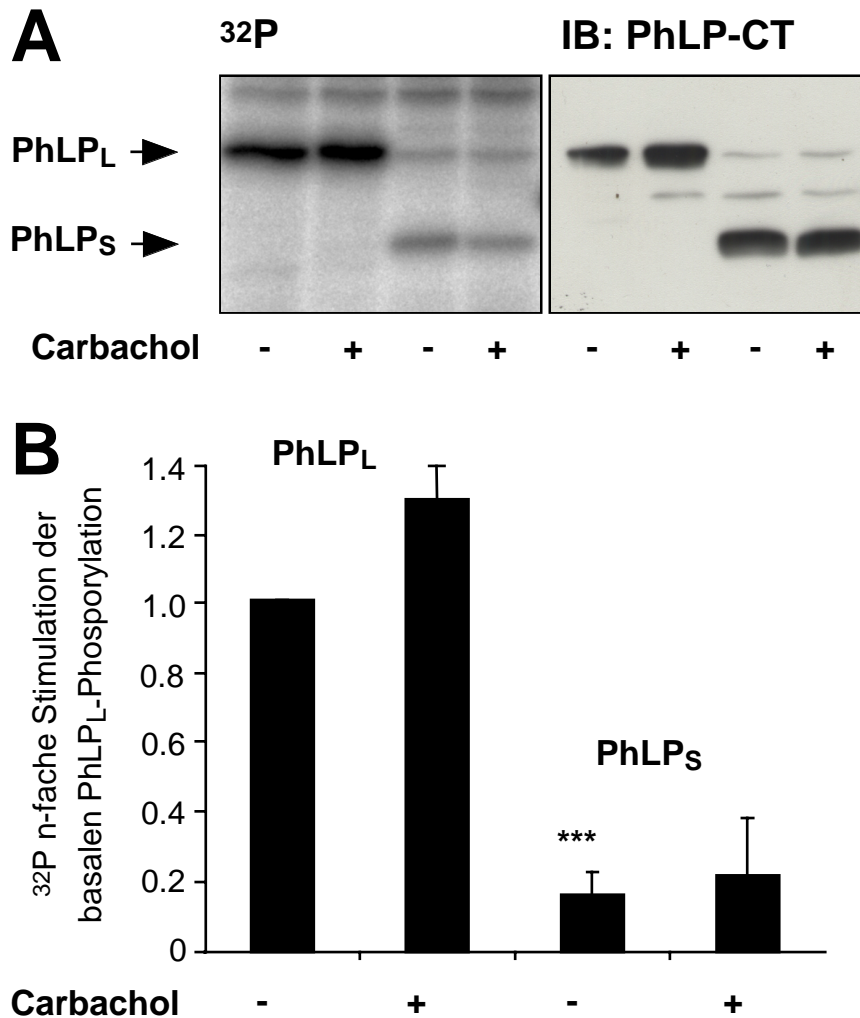 A
32P
IB: PhLP-CT
PhLPL
PhLPS
Carbachol - + - + - + - +
B
32P n-fache Stimulation der
basalen PhLPL-Phosporylation
1.4
1.2
1.0
0.8
0.6
0.4
0.2
0
PhLPL
PhLPS
***
Carbachol - + - +